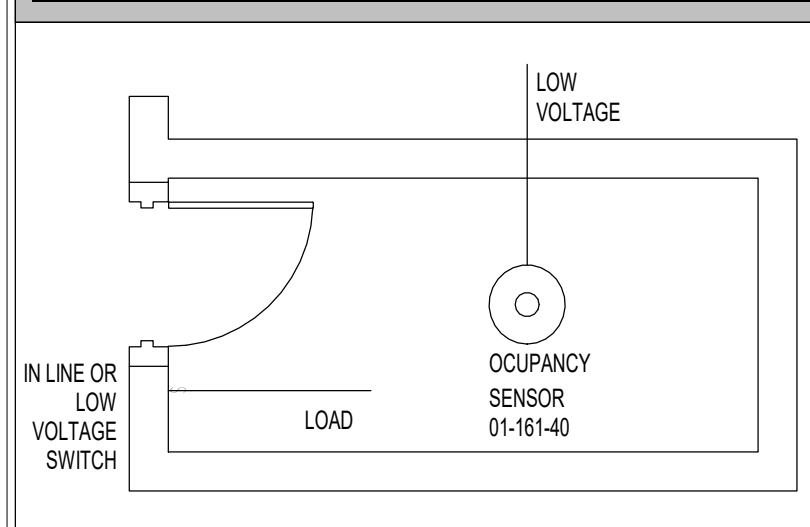 LOW
VOLTAGE
OCUPANCY
SENSOR
01-161-40
IN LINE OR
LOW
VOLTAGE
SWITCH
S
LOAD